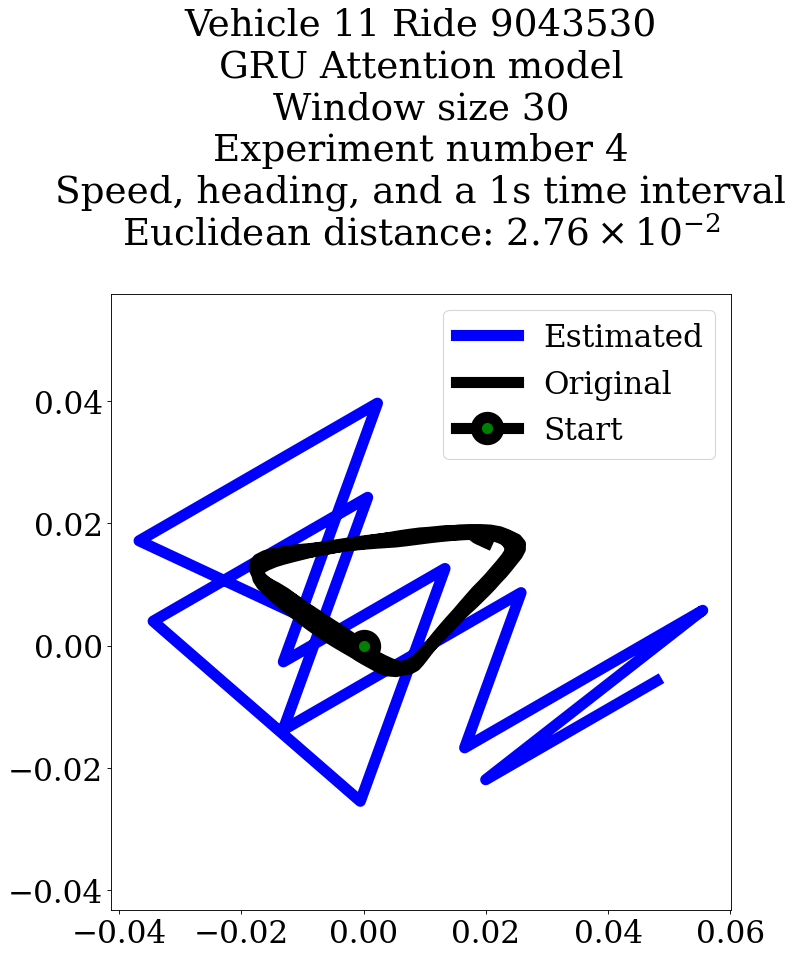 Vehicle 11 Ride 9043530
GRU Attention model
Window size 30
Experiment number 4
Speed, heading, and a 1s time interval
Euclidean distance: 2.76 × 10⁻²
Estimated
Original
Start
0.04
0.02
0.00
−0.02
−0.04
−0.04 −0.02 0.00 0.02 0.04 0.06